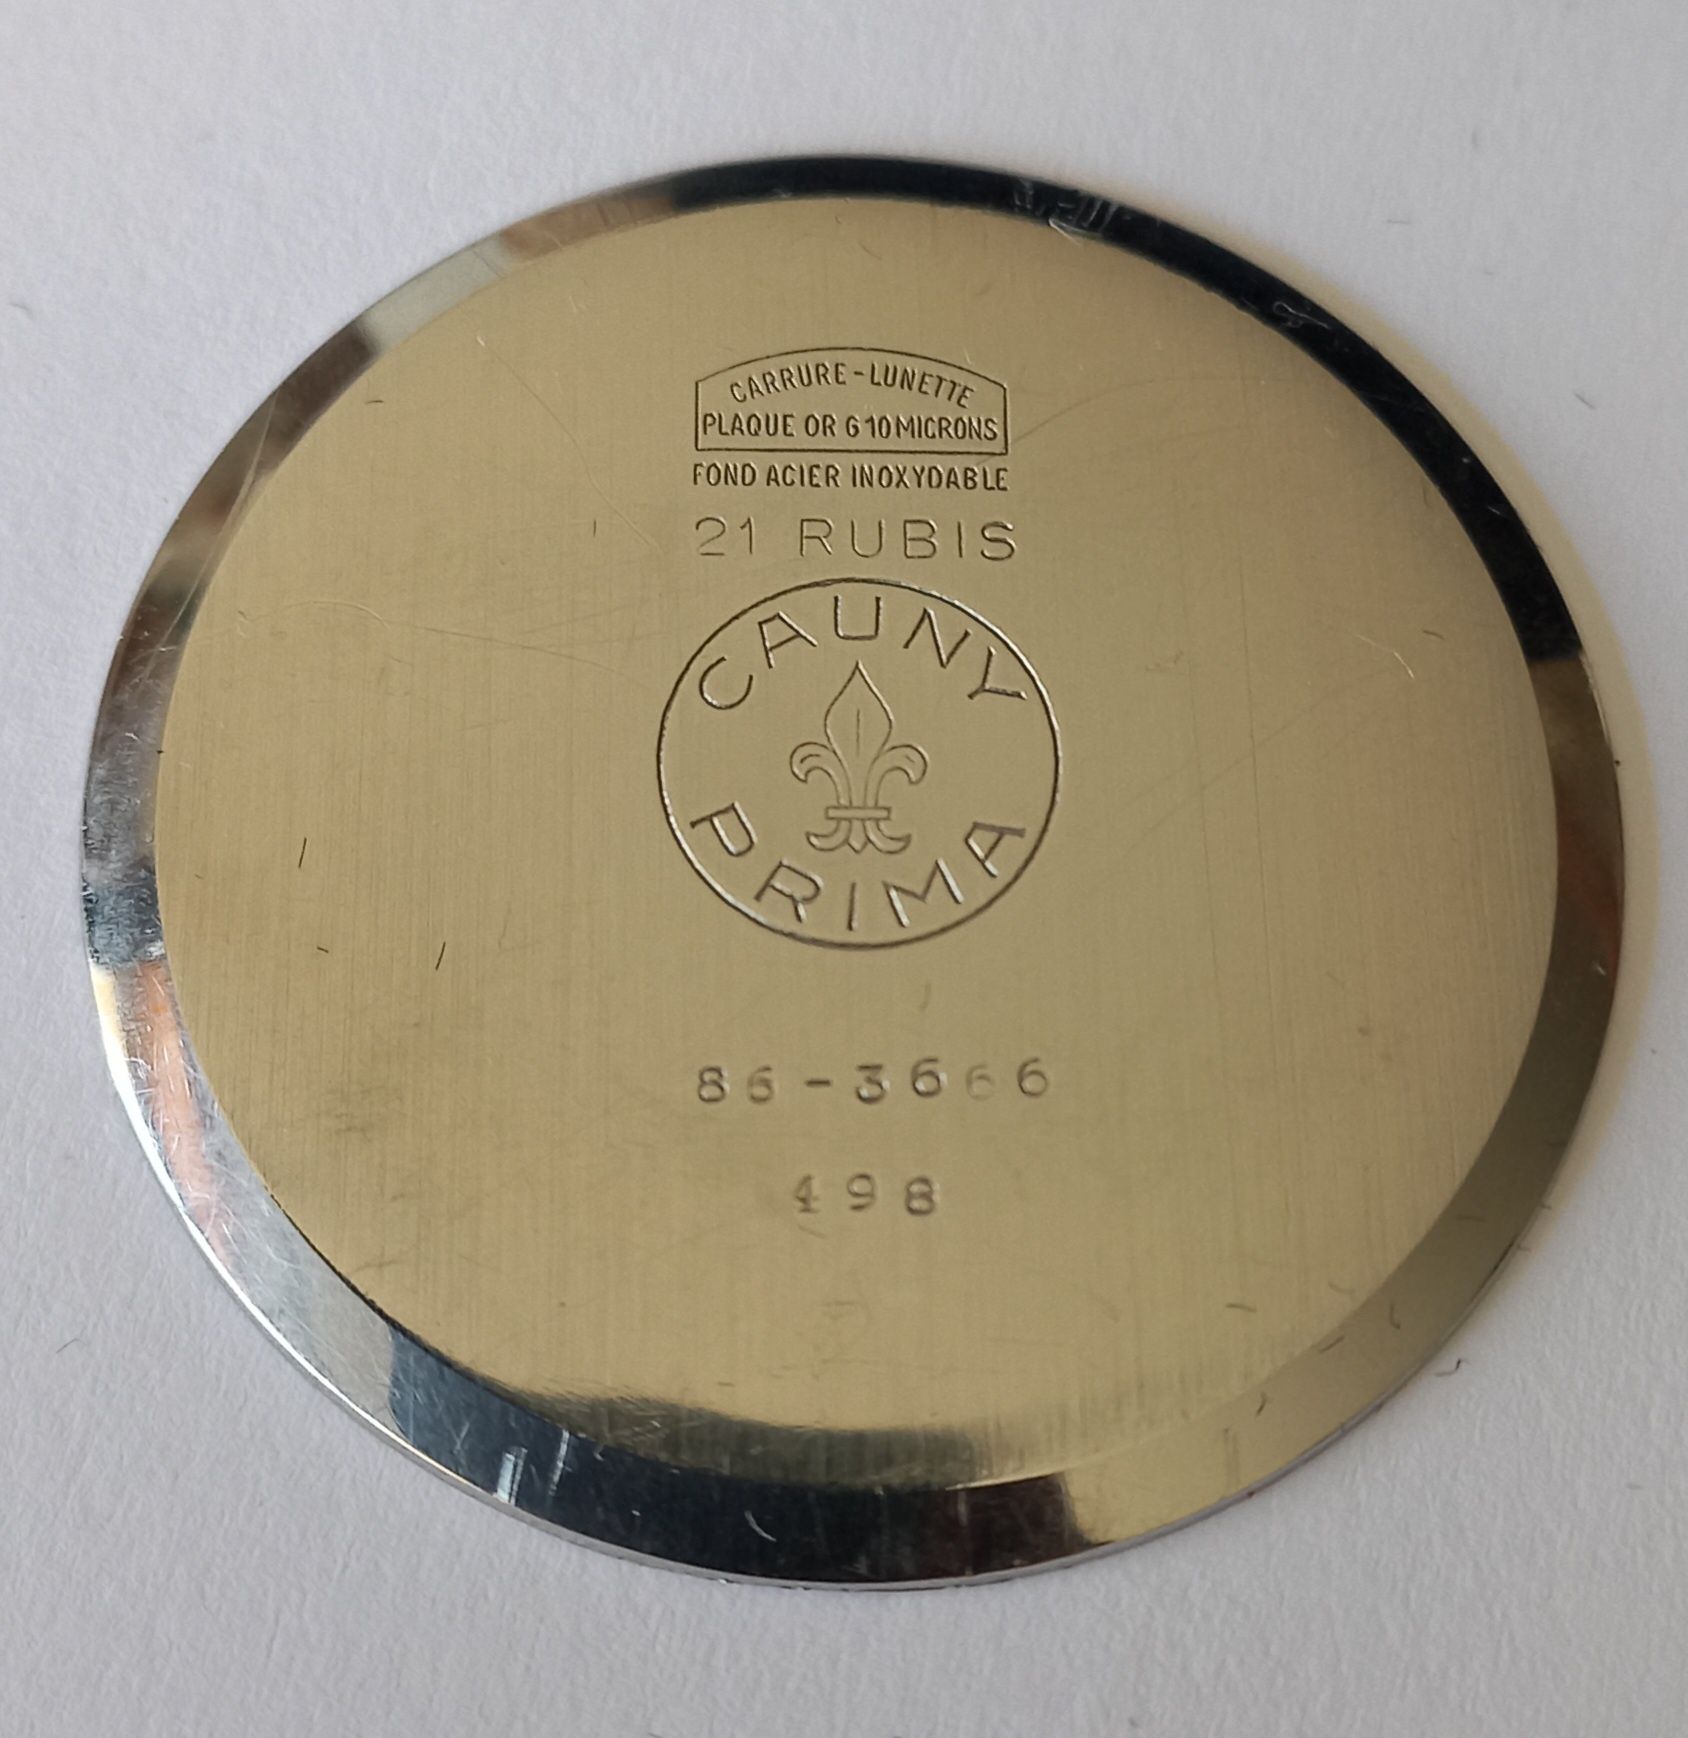 CARRURE-LUNETTE
PLAQUE OR G 10 MICRONS
FOND ACIER INOXYDABLE
21 RUBIS
CAUNY
PRIMA
86-3666
498